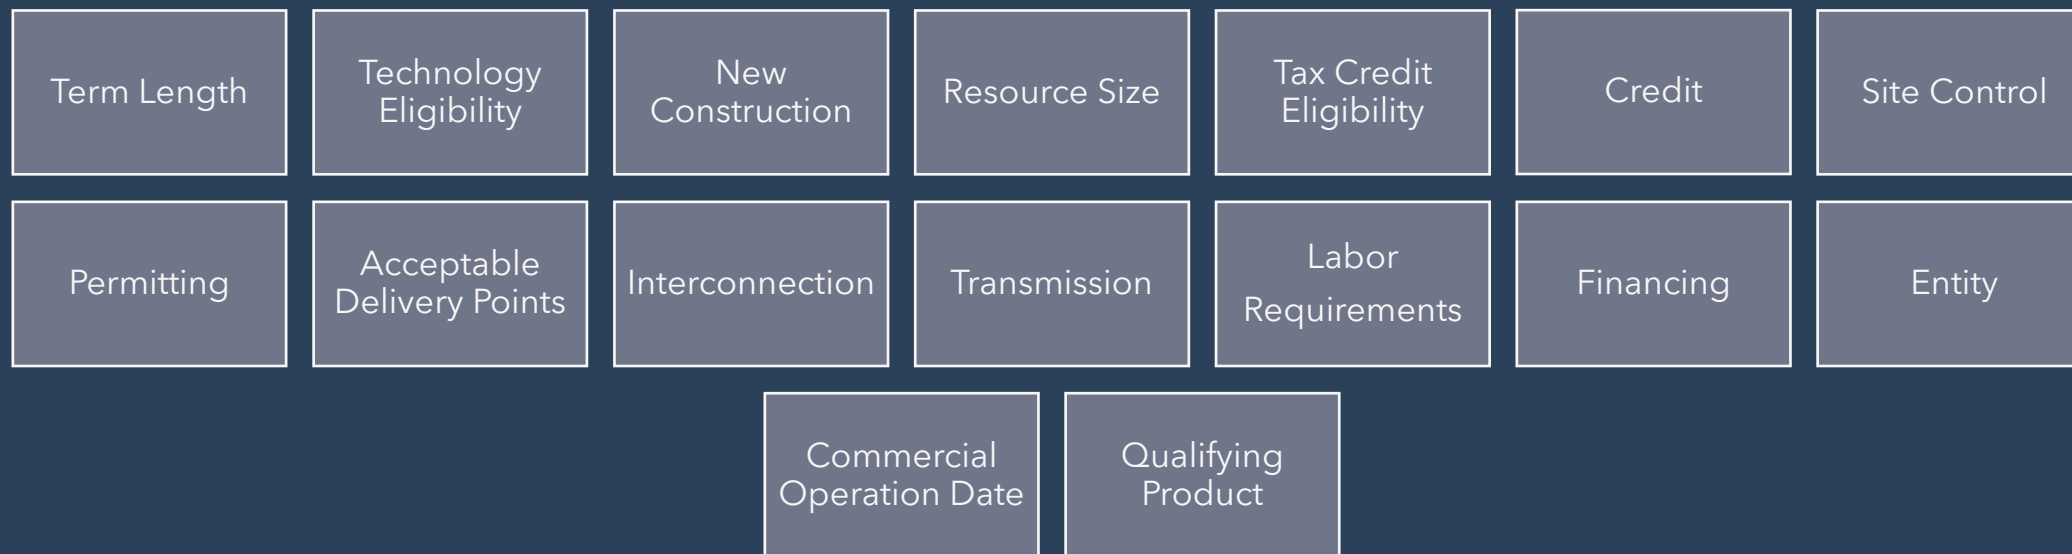 Term Length
Technology
Eligibility
New
Construction
Resource Size
Tax Credit
Eligibility
Credit
Site Control
Permitting
Acceptable
Delivery Points
Interconnection
Transmission
Labor
Requirements
Financing
Entity
Commercial
Operation Date
Qualifying
Product